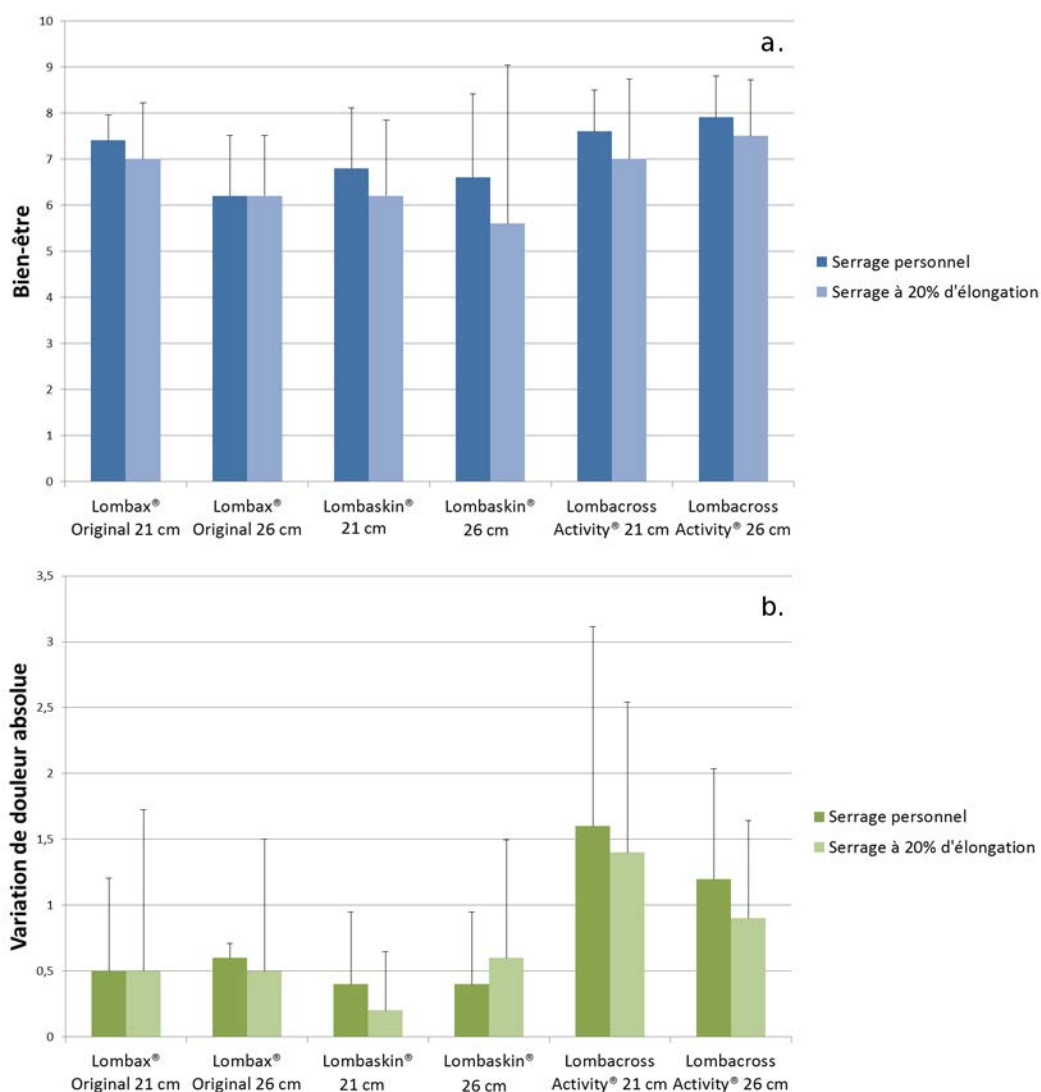 10
a.
9
8
7
6
5
4
3
2
1
0
Bien-être
Lombax®
Original 21 cm
Lombax®
Original 26 cm
Lombaskin®
21 cm
Lombaskin®
26 cm
Lombacross
Activity® 21 cm
Lombacross
Activity® 26 cm
Serrage personnel
Serrage à 20% d'élongation
3,5
b.
3
2,5
2
1,5
1
0,5
0
Variation de douleur absolue
Lombax®
Original 21 cm
Lombax®
Original 26 cm
Lombaskin®
21 cm
Lombaskin®
26 cm
Lombacross
Activity® 21 cm
Lombacross
Activity® 26 cm
Serrage personnel
Serrage à 20% d'élongation